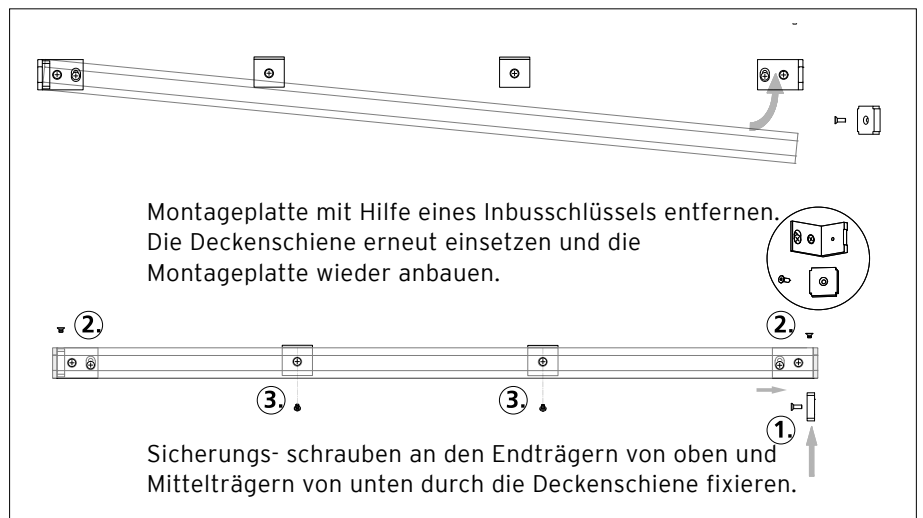 Montageplatte mit Hilfe eines Inbusschlüssels entfernen.
Die Deckenschiene erneut einsetzen und die
Montageplatte wieder anbauen.
2.
2.
3.
3.
1.
Sicherungs- schrauben an den Endträgern von oben und
Mittelträgern von unten durch die Deckenschiene fixieren.